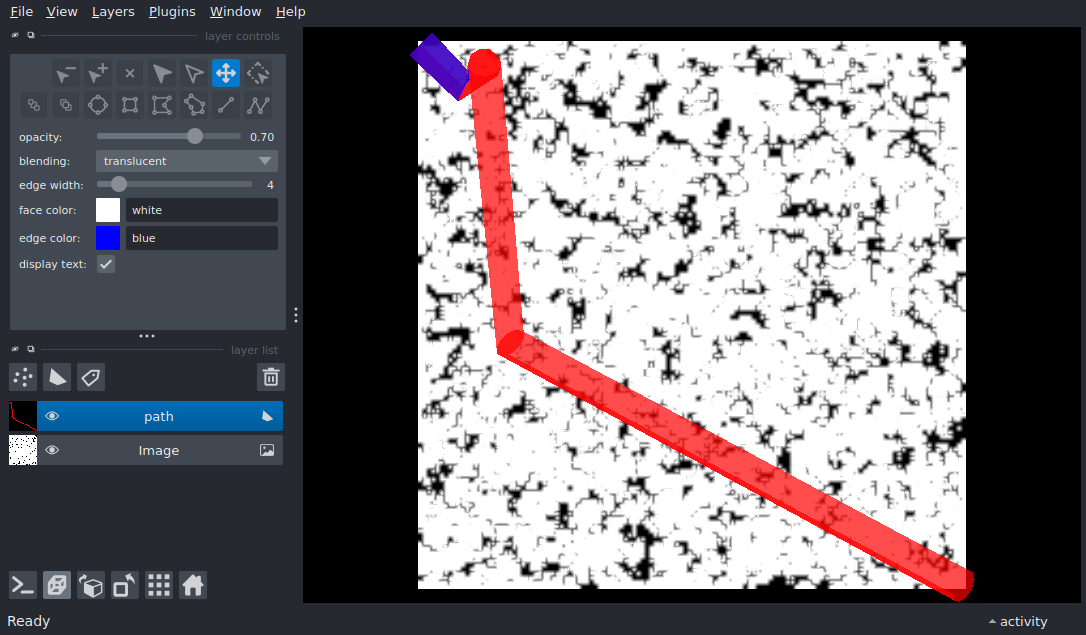 File View Layers Plugins Window Help
layer controls
opacity: 0.70
blending: translucent
edge width: 4
face color: white
edge color: blue
display text:
layer list
path
Image
Ready
activity